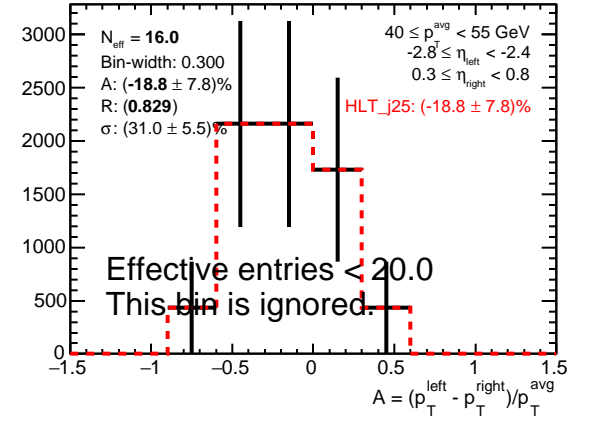 N_eff = 16.0
Bin-width: 0.300
A: (-18.8 ± 7.8)%
R: (0.829)
σ: (31.0 ± 5.5)%
40 ≤ p_T^avg < 55 GeV
-2.8 ≤ η_left < -2.4
0.3 ≤ η_right < 0.8
HLT_j25: (-18.8 ± 7.8)%
3000
2500
2000
1500
1000
500
0
Effective entries < 20.0
This bin is ignored.
−1.5 −1 −0.5 0 0.5 1 1.5
A = (p_T^left - p_T^right)/p_T^avg